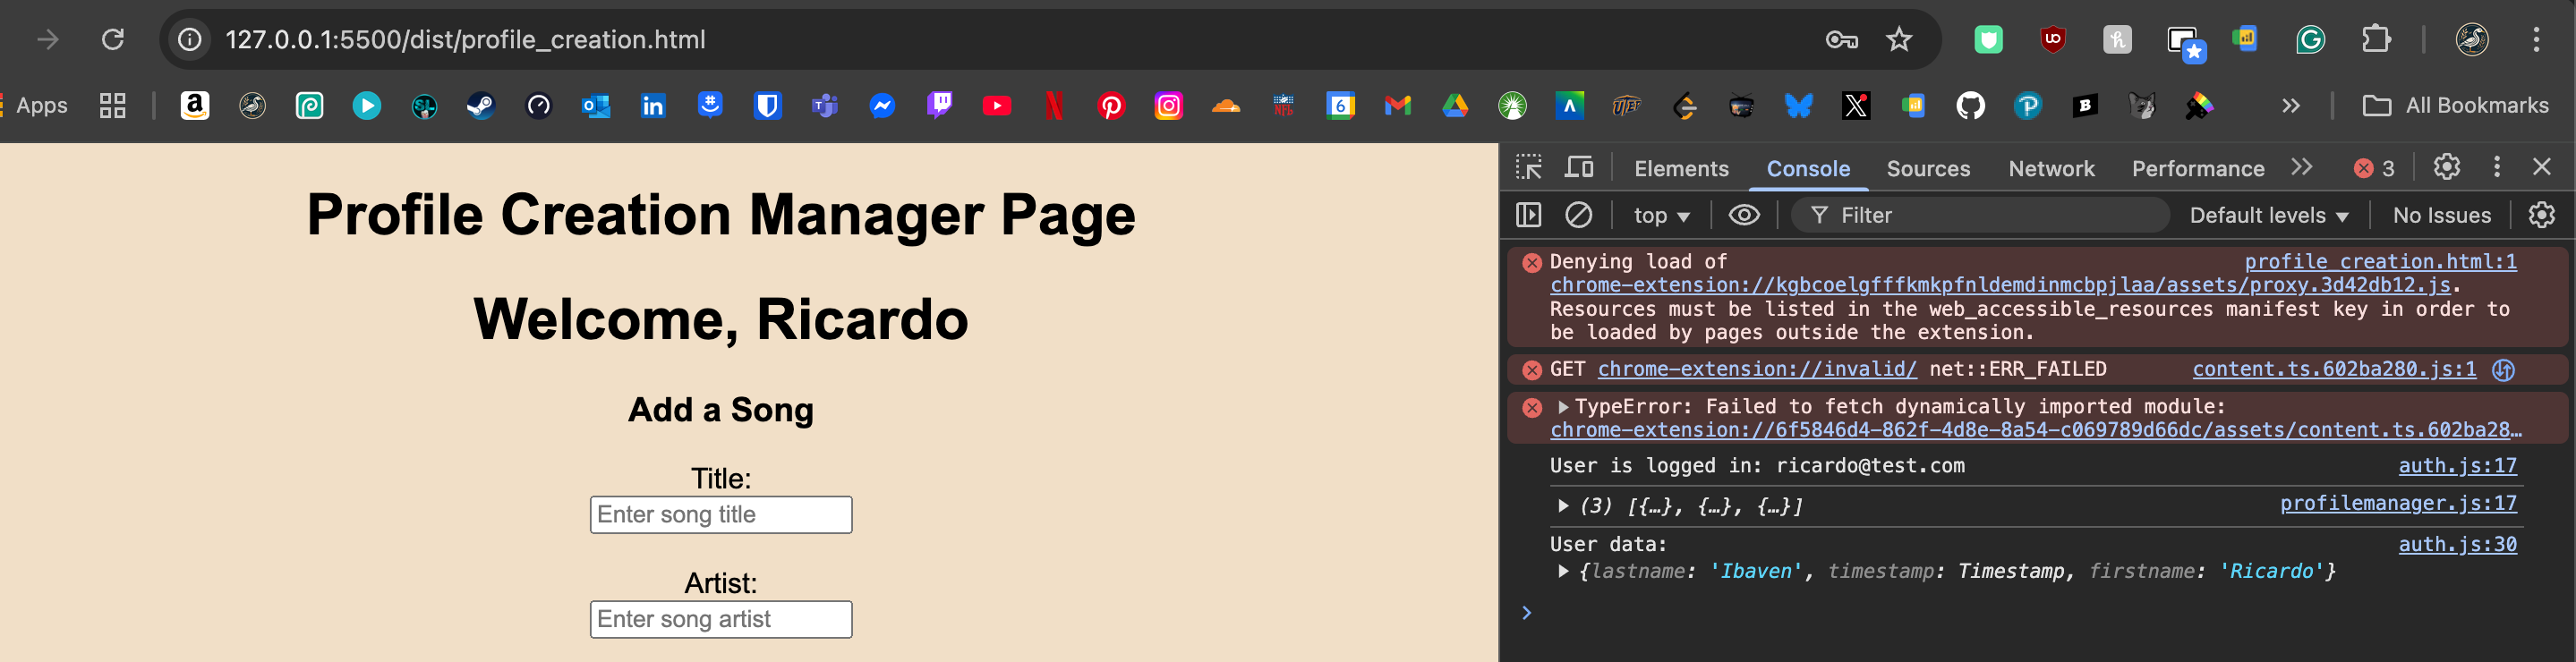 127.0.0.1:5500/dist/profile_creation.html
Apps
All Bookmarks
Profile Creation Manager Page
Welcome, Ricardo
Add a Song
Title:
Enter song title
Artist:
Enter song artist
Elements Console Sources Network Performance 3
top Filter Default levels No Issues
Denying load of profile_creation.html:1
chrome-extension://kgbcoelgfffkmkpfnldemdinmcbpjlaa/assets/proxy.3d42db12.js.
Resources must be listed in the web_accessible_resources manifest key in order to
be loaded by pages outside the extension.
GET chrome-extension://invalid/ net::ERR_FAILED content.ts.602ba280.js:1
TypeError: Failed to fetch dynamically imported module:
chrome-extension://6f5846d4-862f-4d8e-8a54-c069789d66dc/assets/content.ts.602ba28…
User is logged in: ricardo@test.com auth.js:17
(3) [{…}, {…}, {…}] profilemanager.js:17
User data: auth.js:30
{lastname: 'Ibaven', timestamp: Timestamp, firstname: 'Ricardo'}